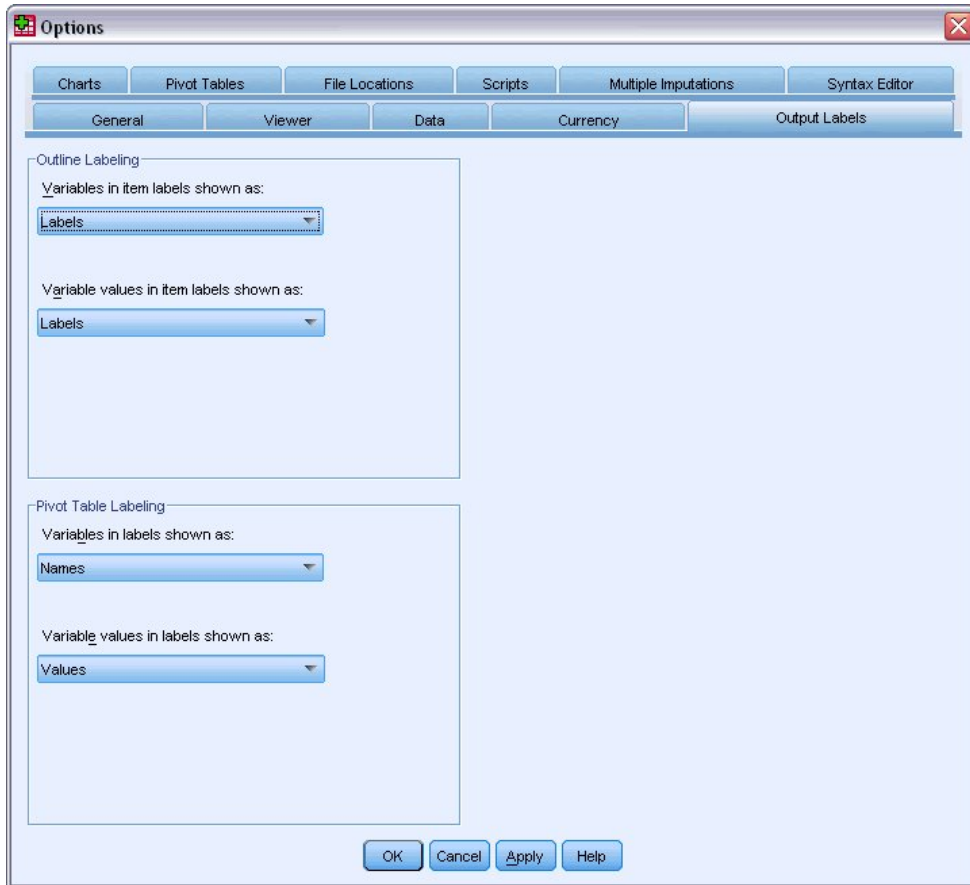 Options
Charts Pivot Tables File Locations Scripts Multiple Imputations Syntax Editor
General Viewer Data Currency Output Labels
Outline Labeling
Variables in item labels shown as:
Labels
Variable values in item labels shown as:
Labels
Pivot Table Labeling
Variables in labels shown as:
Names
Variable values in labels shown as:
Values
OK Cancel Apply Help